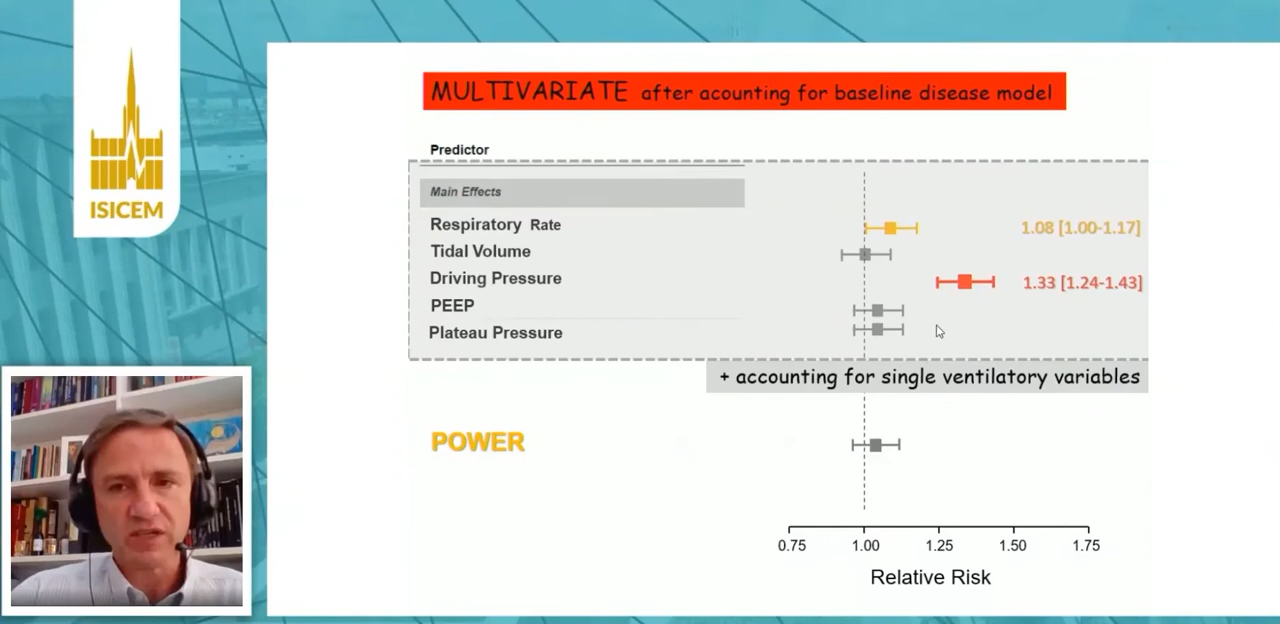 ISICEM
MULTIVARIATE after acounting for baseline disease model
Predictor
Main Effects
Respiratory Rate
1.08 [1.00-1.17]
Tidal Volume
Driving Pressure
1.33 [1.24-1.43]
PEEP
Plateau Pressure
+ accounting for single ventilatory variables
POWER
0.75 1.00 1.25 1.50 1.75
Relative Risk